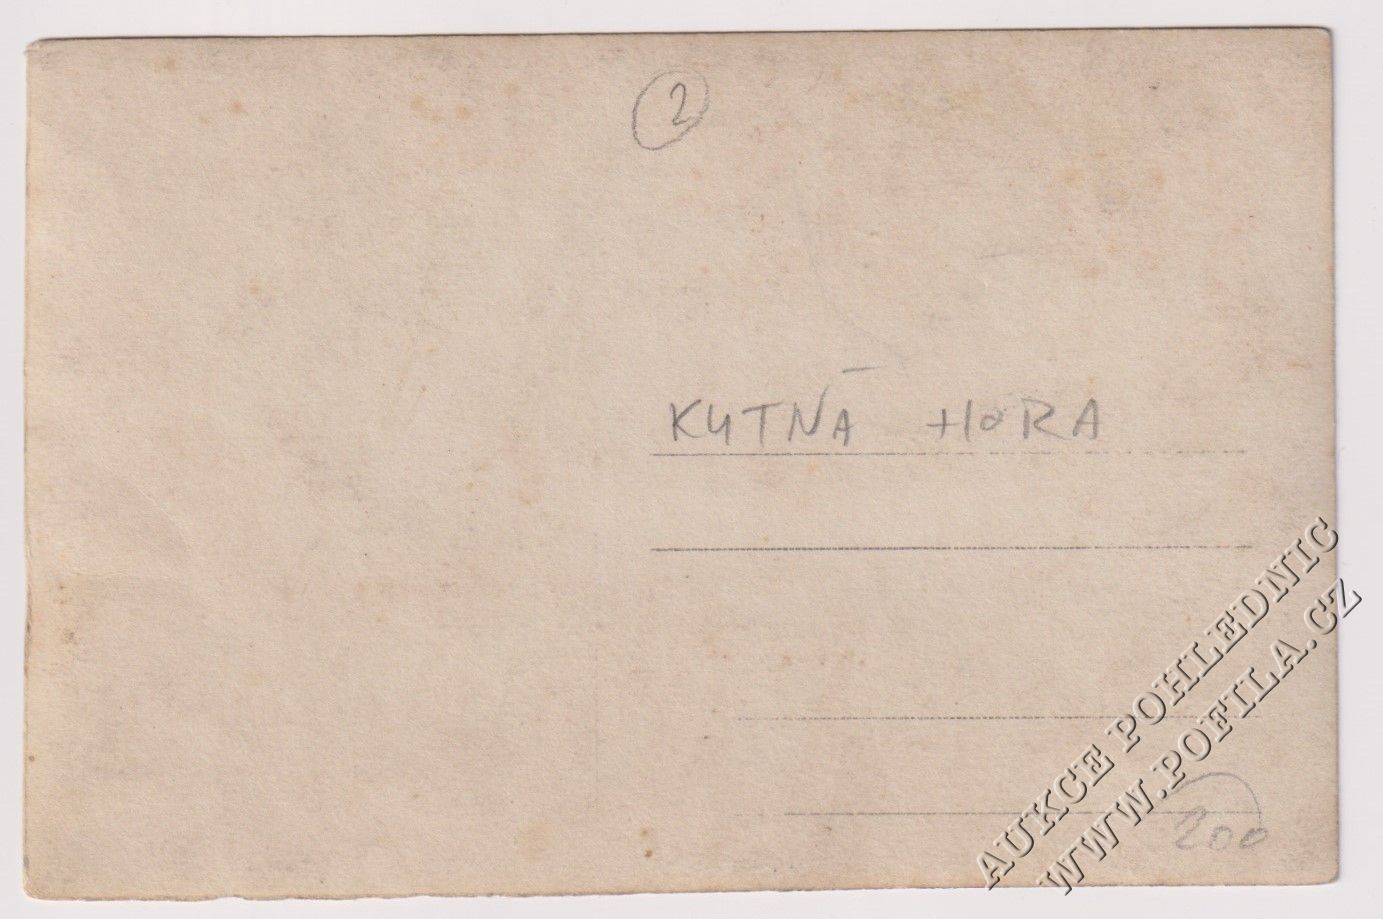 2
KUTNÁ HORA
AUKCE POHLEDNIC
WWW.POFILA.CZ
200